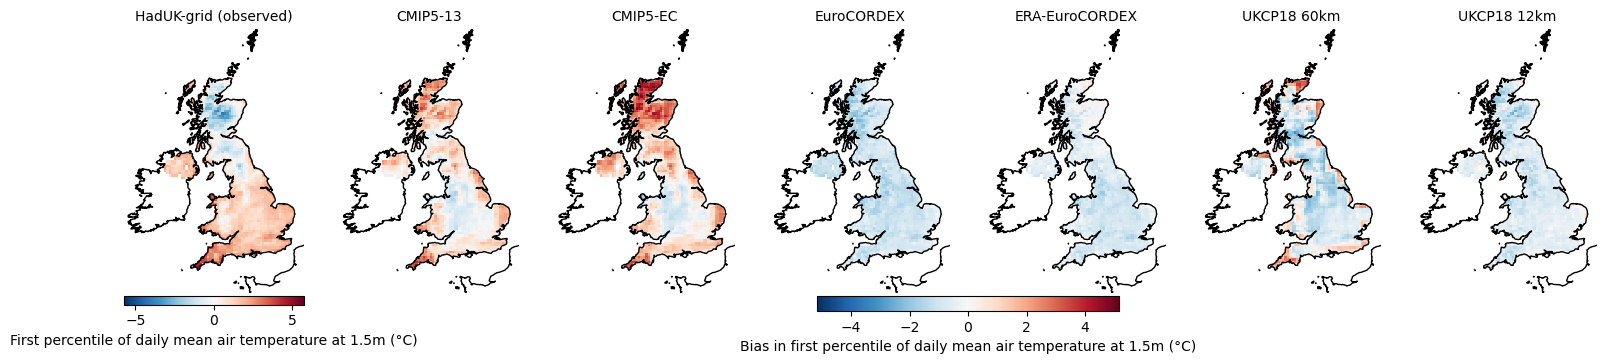 HadUK-grid (observed)
CMIP5-13
CMIP5-EC
EuroCORDEX
ERA-EuroCORDEX
UKCP18 60km
UKCP18 12km
−5 0 5
First percentile of daily mean air temperature at 1.5m (°C)
−4 −2 0 2 4
Bias in first percentile of daily mean air temperature at 1.5m (°C)